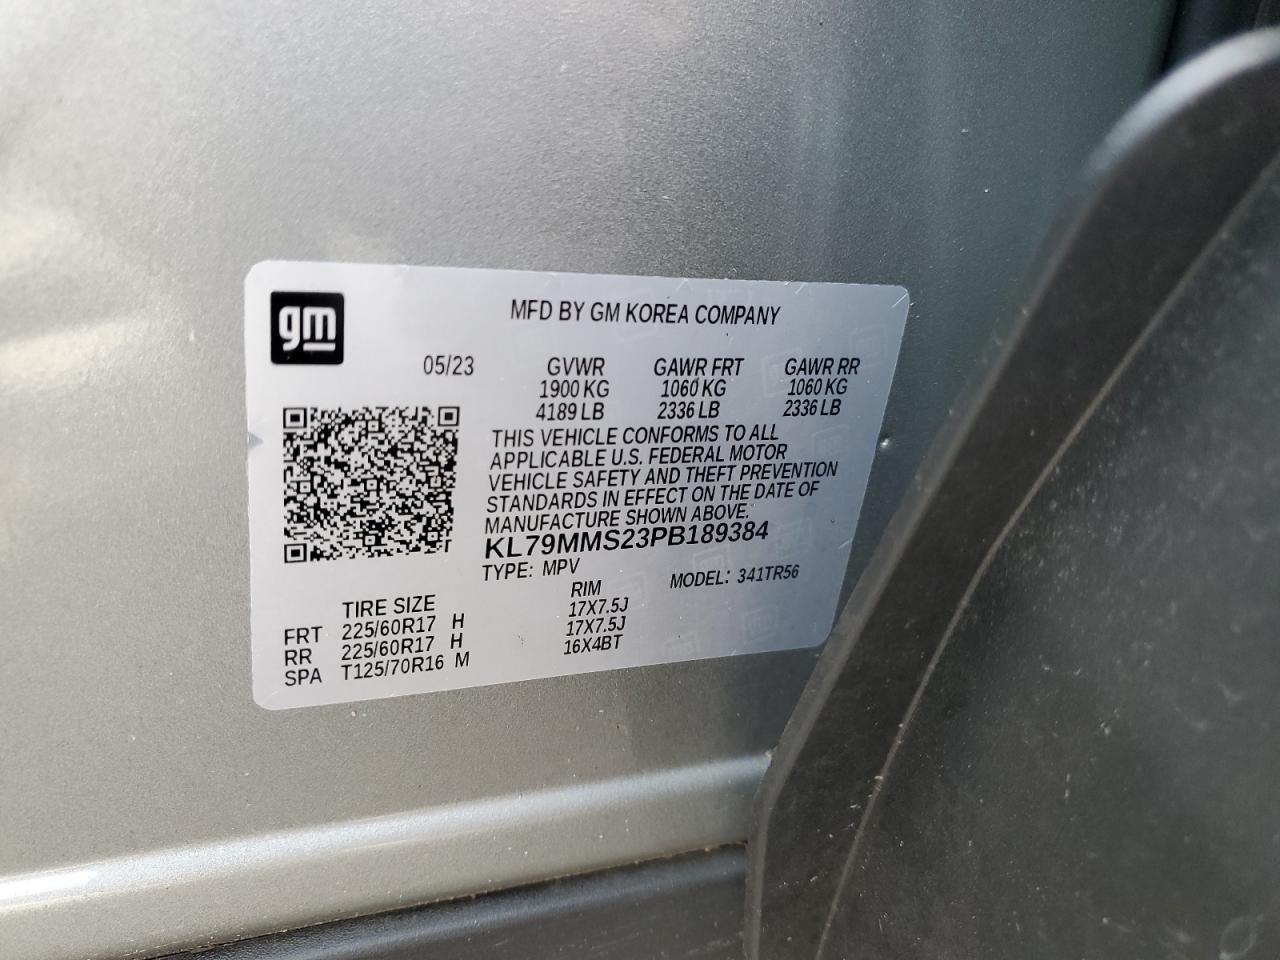 gm
MFD BY GM KOREA COMPANY
05/23 GVWR GAWR FRT GAWR RR
1900 KG 1060 KG 1060 KG
4189 LB 2336 LB 2336 LB
THIS VEHICLE CONFORMS TO ALL
APPLICABLE U.S. FEDERAL MOTOR
VEHICLE SAFETY AND THEFT PREVENTION
STANDARDS IN EFFECT ON THE DATE OF
MANUFACTURE SHOWN ABOVE.
KL79MMS23PB189384
TYPE: MPV MODEL: 341TR56
TIRE SIZE RIM
FRT 225/60R17 H 17X7.5J
RR 225/60R17 H 17X7.5J
SPA T125/70R16 M 16X4BT